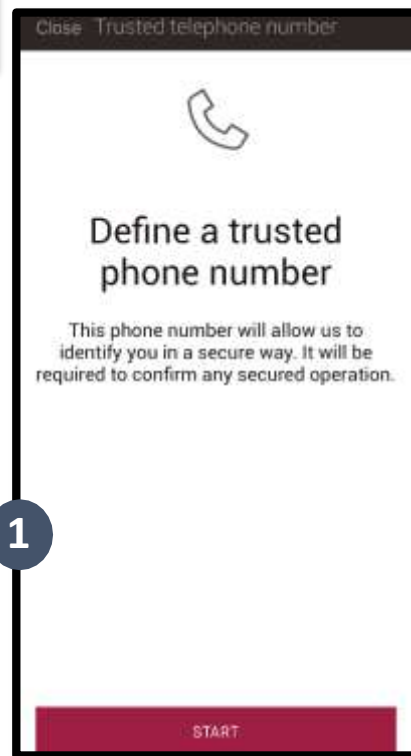 Close Trusted telephone number
Define a trusted
phone number
This phone number will allow us to
identify you in a secure way. It will be
required to confirm any secured operation.
1
START